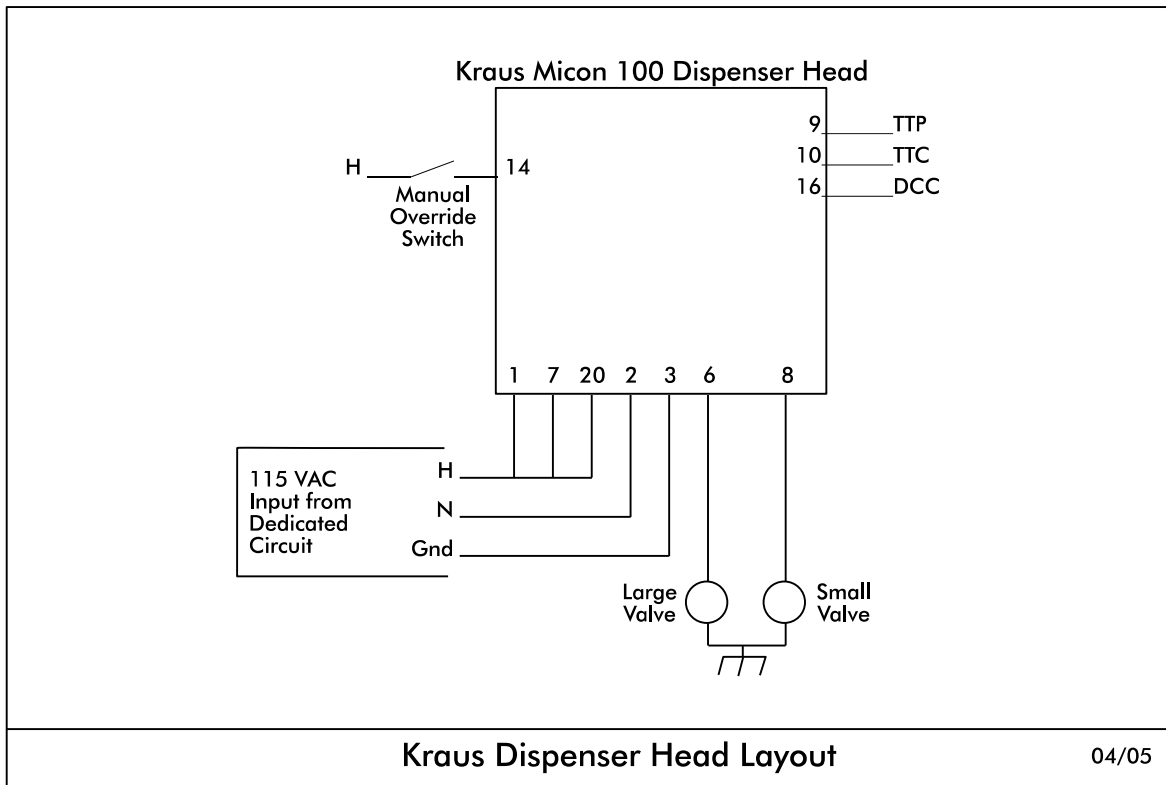 Kraus Micon 100 Dispenser Head
9 TTP
10 TTC
16 DCC
H
14
Manual
Override
Switch
1 7 20 2 3 6 8
115 VAC
Input from
Dedicated
Circuit
H
N
Gnd
Large
Valve
Small
Valve
Kraus Dispenser Head Layout
04/05